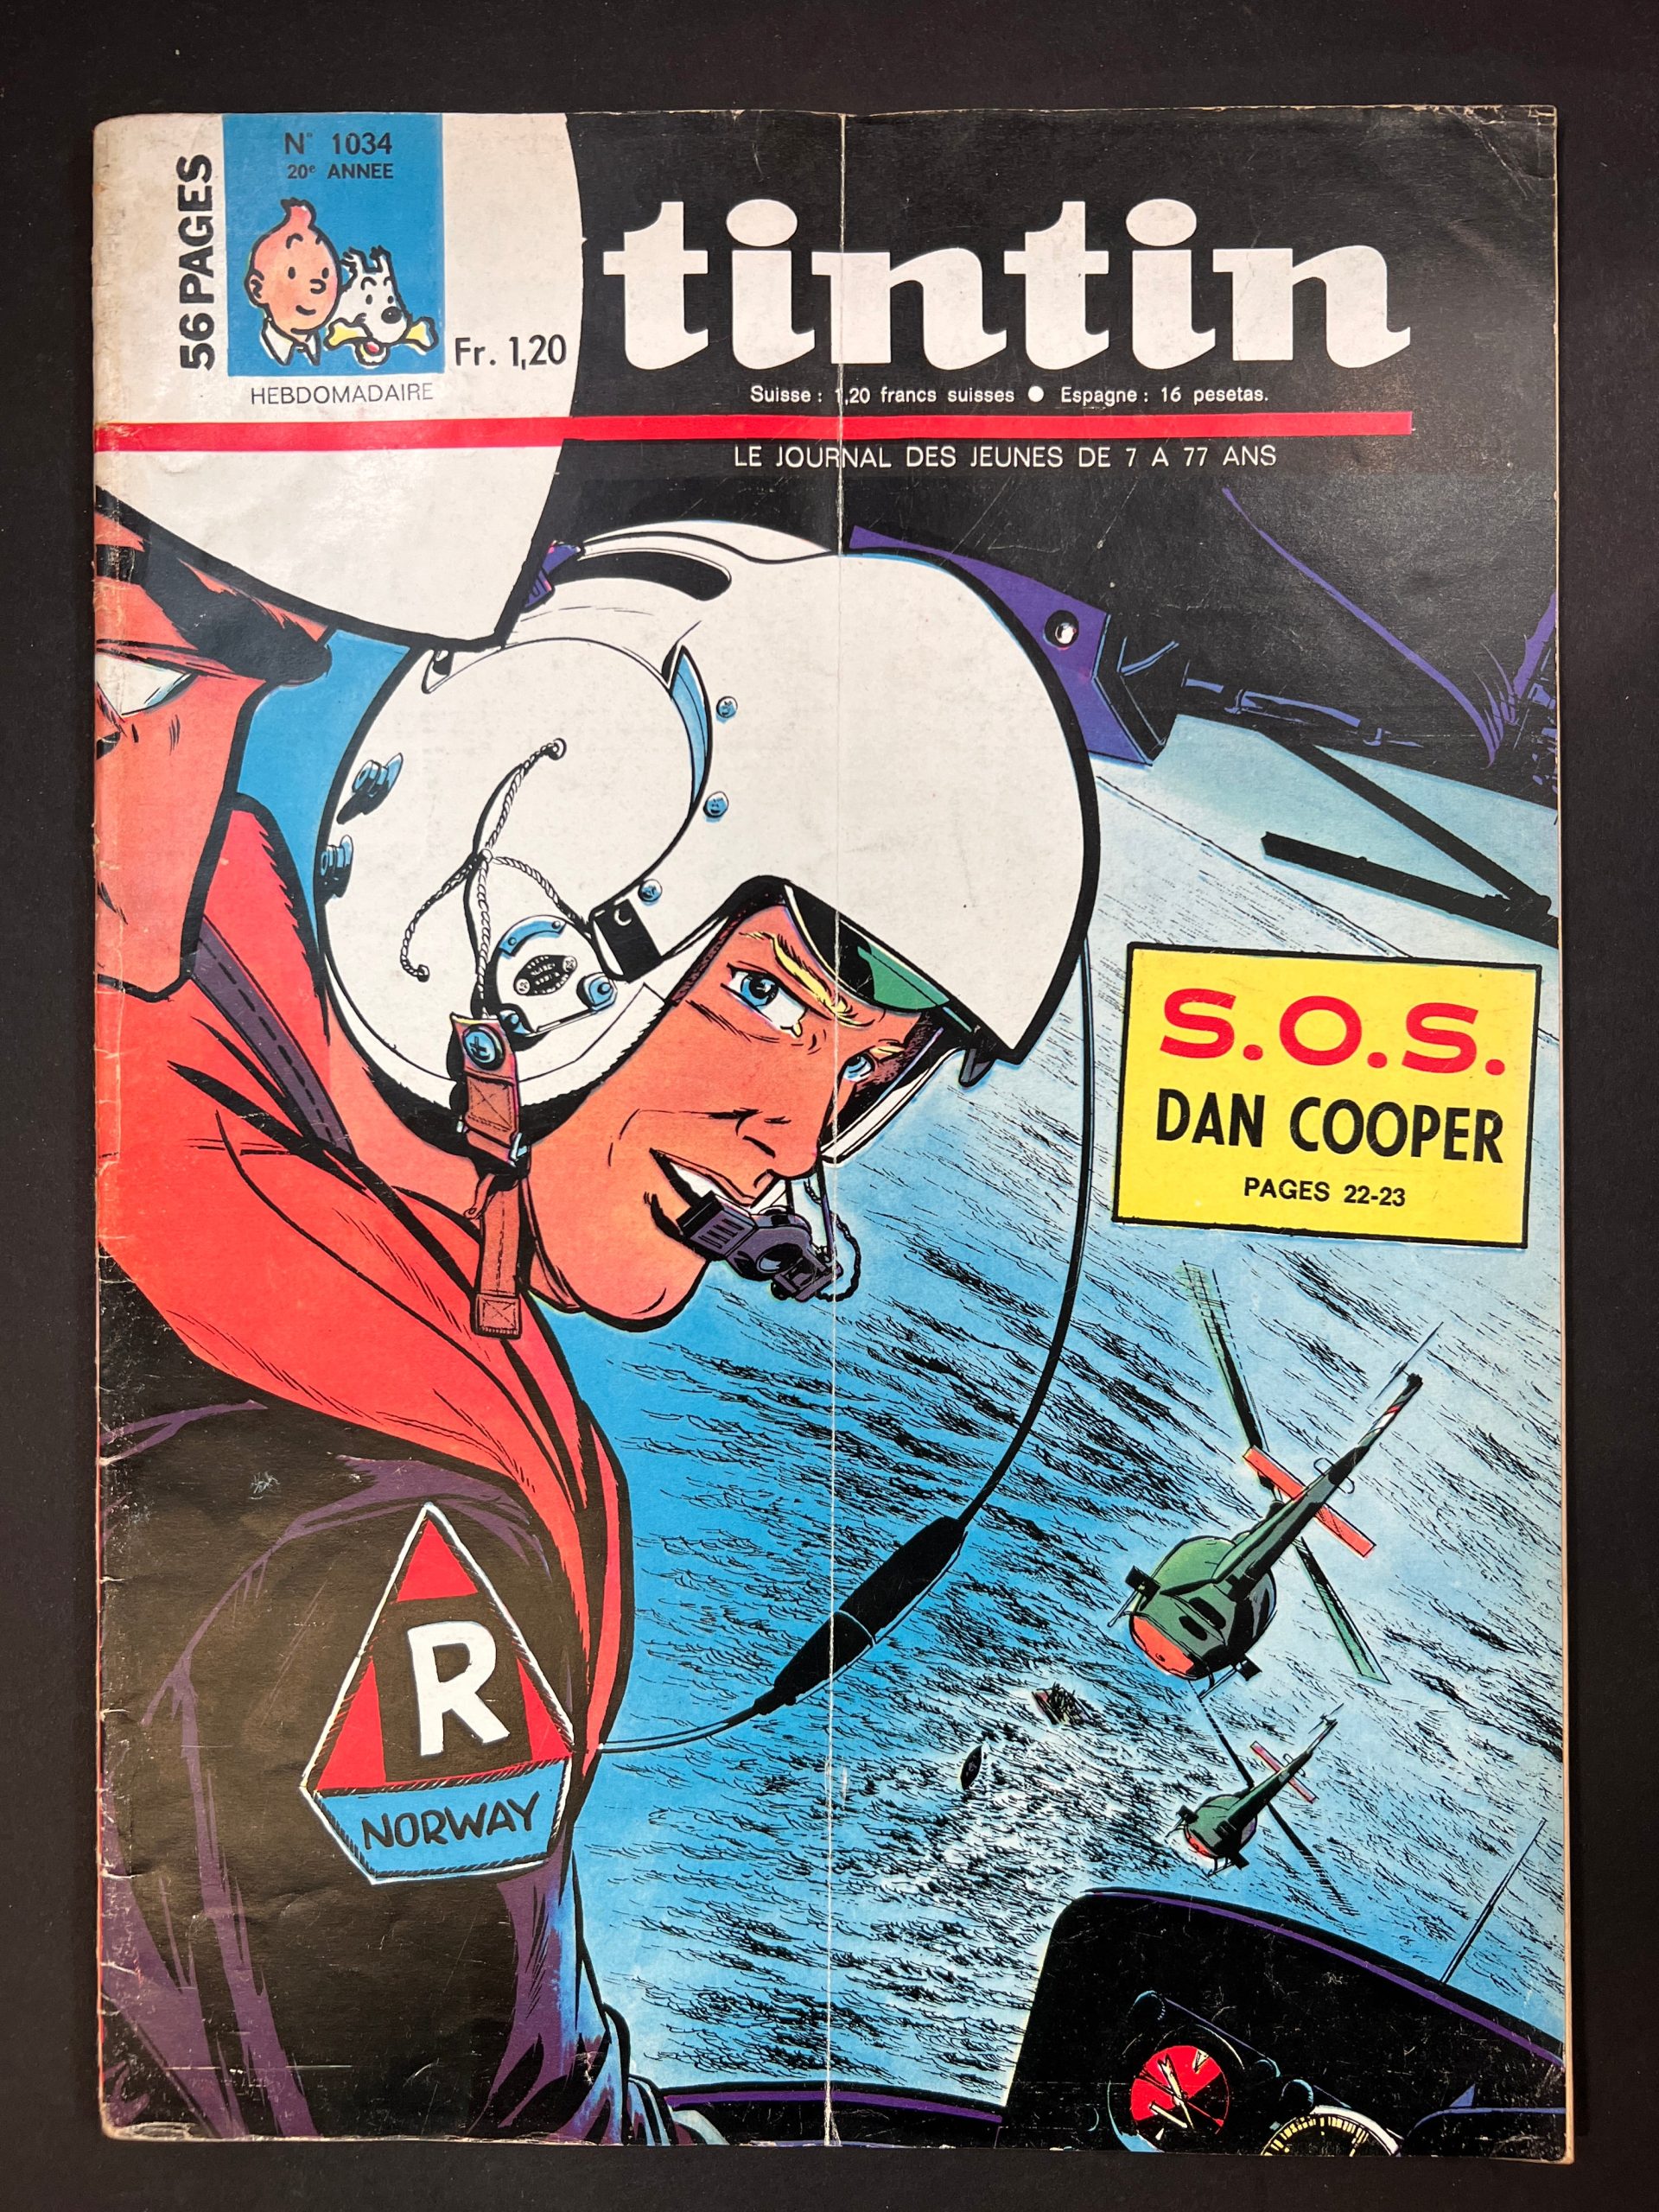 56 PAGES
N° 1034
20e ANNEE
Fr. 1,20
HEBDOMADAIRE
tintin
Suisse : 1,20 francs suisses ● Espagne : 16 pesetas.
LE JOURNAL DES JEUNES DE 7 A 77 ANS
S.O.S.
DAN COOPER
PAGES 22-23
R
NORWAY